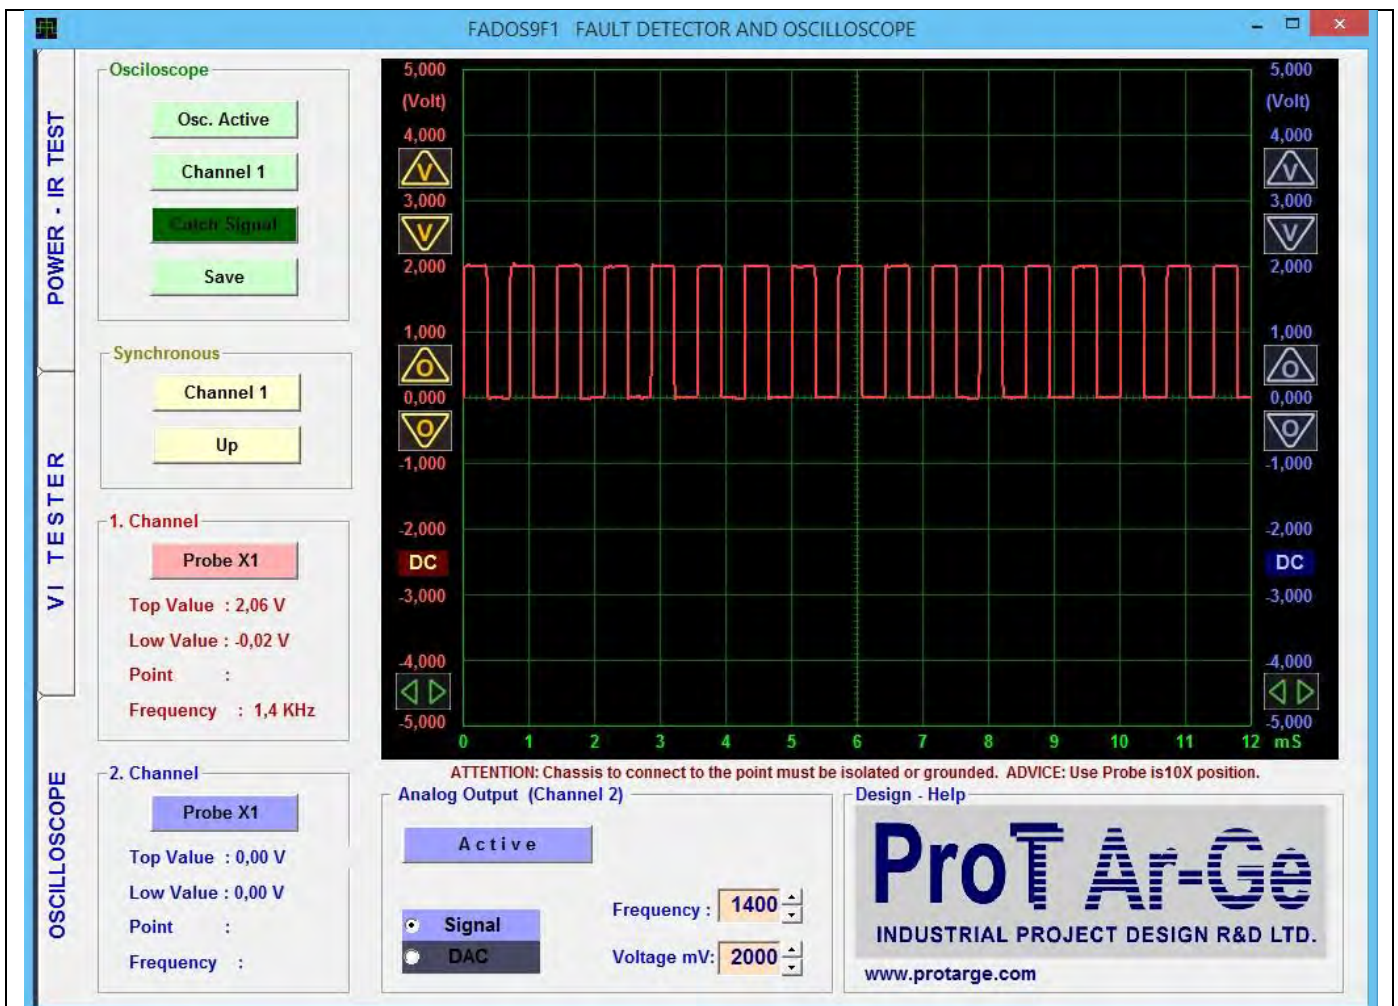 FADOS9F1 FAULT DETECTOR AND OSCILLOSCOPE
POWER - IR TEST
VI TESTER
OSCILLOSCOPE
Osciloscope
Osc. Active
Channel 1
Catch Signal
Save
Synchronous
Channel 1
Up
1. Channel
Probe X1
Top Value : 2,06 V
Low Value : -0,02 V
Point :
Frequency : 1,4 KHz
2. Channel
Probe X1
Top Value : 0,00 V
Low Value : 0,00 V
Point :
Frequency :
5,000
(Volt)
4,000
V
3,000
V
2,000
1,000
O
0,000
O
-1,000
-2,000
DC
-3,000
-4,000
-5,000
0 1 2 3 4 5 6 7 8 9 10 11 12 mS
5,000
(Volt)
4,000
V
3,000
V
2,000
1,000
O
0,000
O
-1,000
-2,000
DC
-3,000
-4,000
-5,000
ATTENTION: Chassis to connect to the point must be isolated or grounded. ADVICE: Use Probe is10X position.
Analog Output (Channel 2)
Active
Signal
DAC
Frequency : 1400
Voltage mV: 2000
Design - Help
ProT Ar-Ge
INDUSTRIAL PROJECT DESIGN R&D LTD.
www.protarge.com